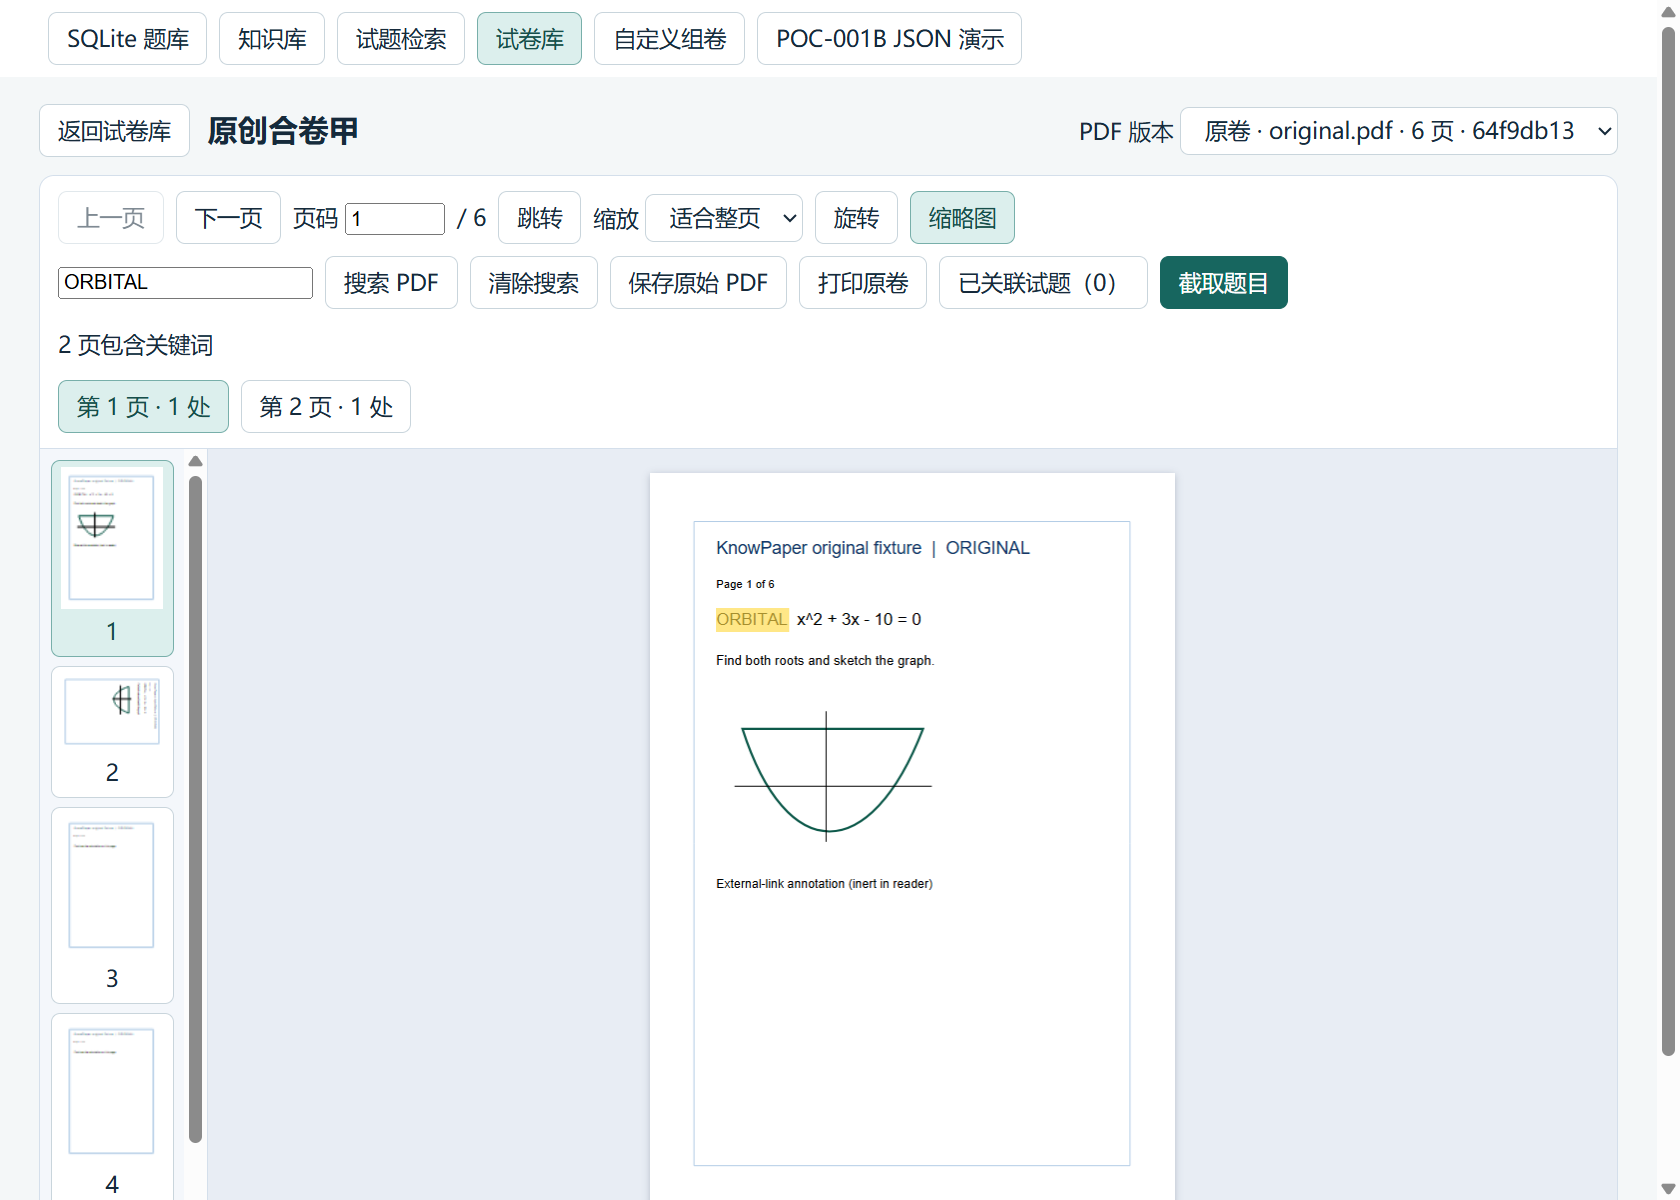 SQLite 题库 知识库 试题检索 试卷库 自定义组卷 POC-001B JSON 演示
返回试卷库 原创合卷甲 PDF 版本 原卷 · original.pdf · 6 页 · 64f9db13
上一页 下一页 页码 1 / 6 跳转 缩放 适合整页 旋转 缩略图
ORBITAL 搜索 PDF 清除搜索 保存原始 PDF 打印原卷 已关联试题（0） 截取题目
2 页包含关键词
第 1 页 · 1 处 第 2 页 · 1 处
1
2
3
4
KnowPaper original fixture | ORIGINAL
Page 1 of 6
ORBITAL x^2 + 3x - 10 = 0
Find both roots and sketch the graph.
External-link annotation (inert in reader)